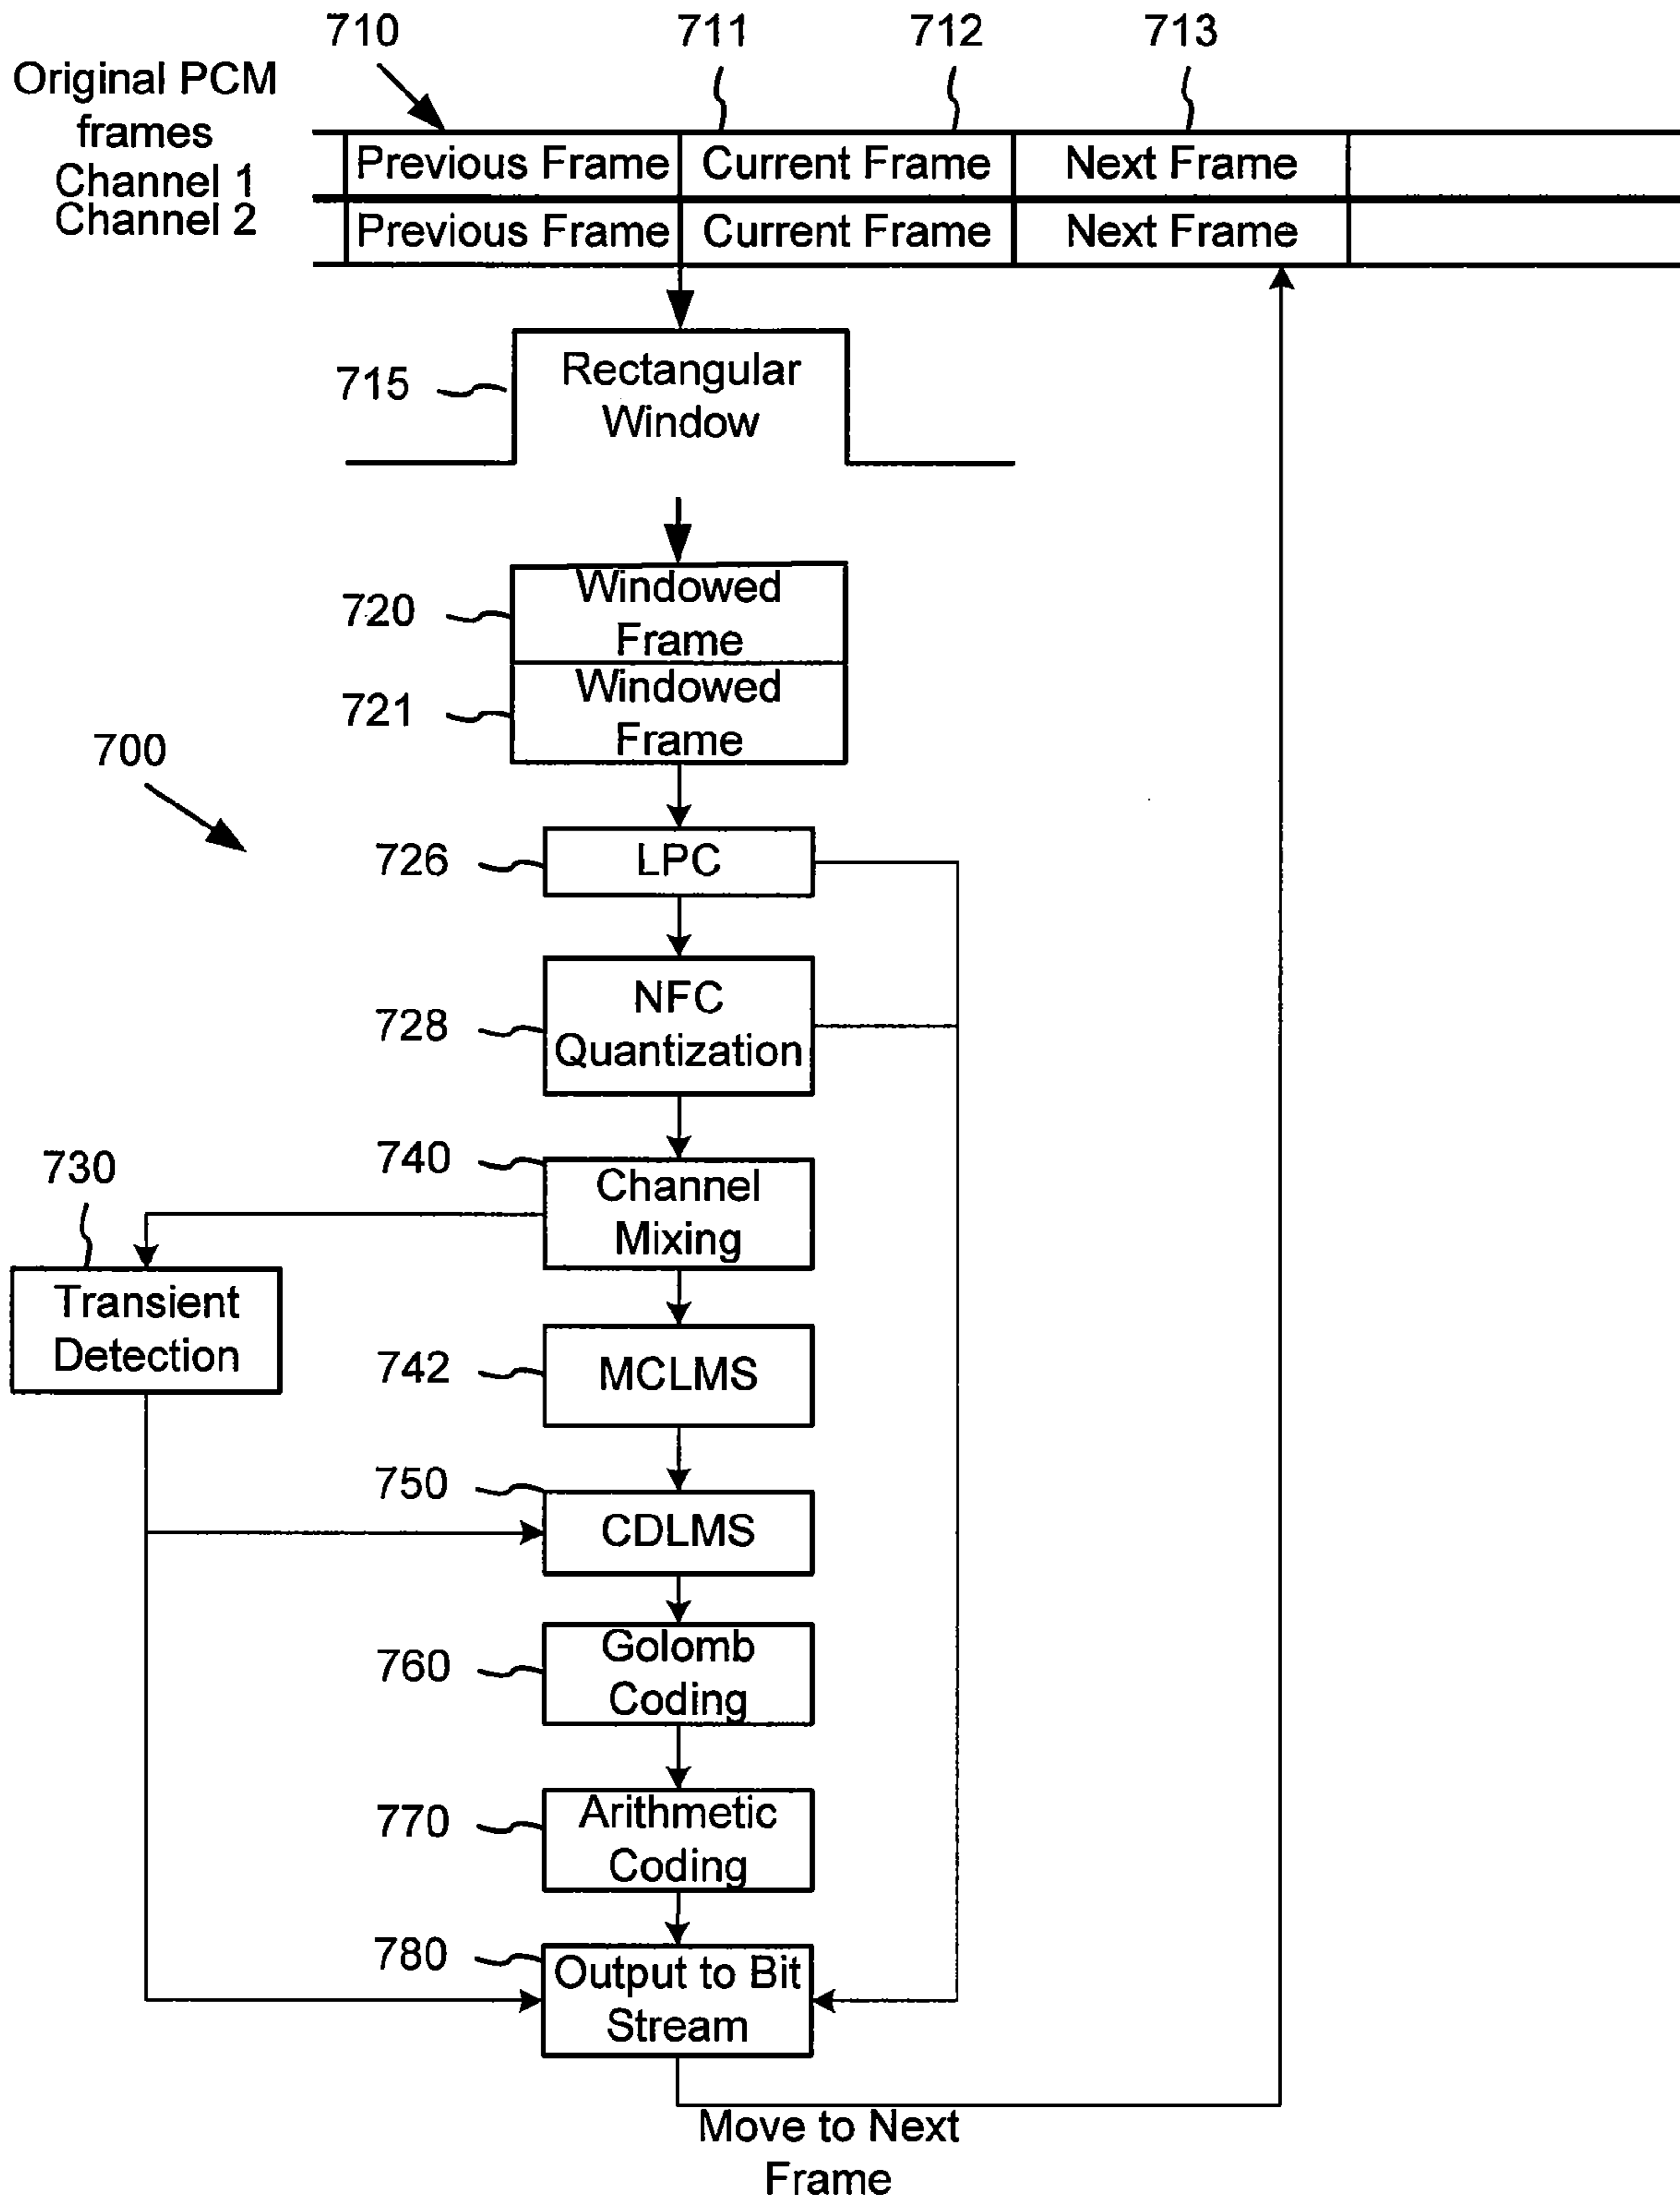 710
711
712
713
Original PCM
frames
Channel 1
Channel 2
Previous Frame
Current Frame
Next Frame
Previous Frame
Current Frame
Next Frame
715
Rectangular
Window
720
Windowed
Frame
721
Windowed
Frame
700
726
LPC
728
NFC
Quantization
730
Transient
Detection
740
Channel
Mixing
742
MCLMS
750
CDLMS
760
Golomb
Coding
770
Arithmetic
Coding
780
Output to Bit
Stream
Move to Next
Frame